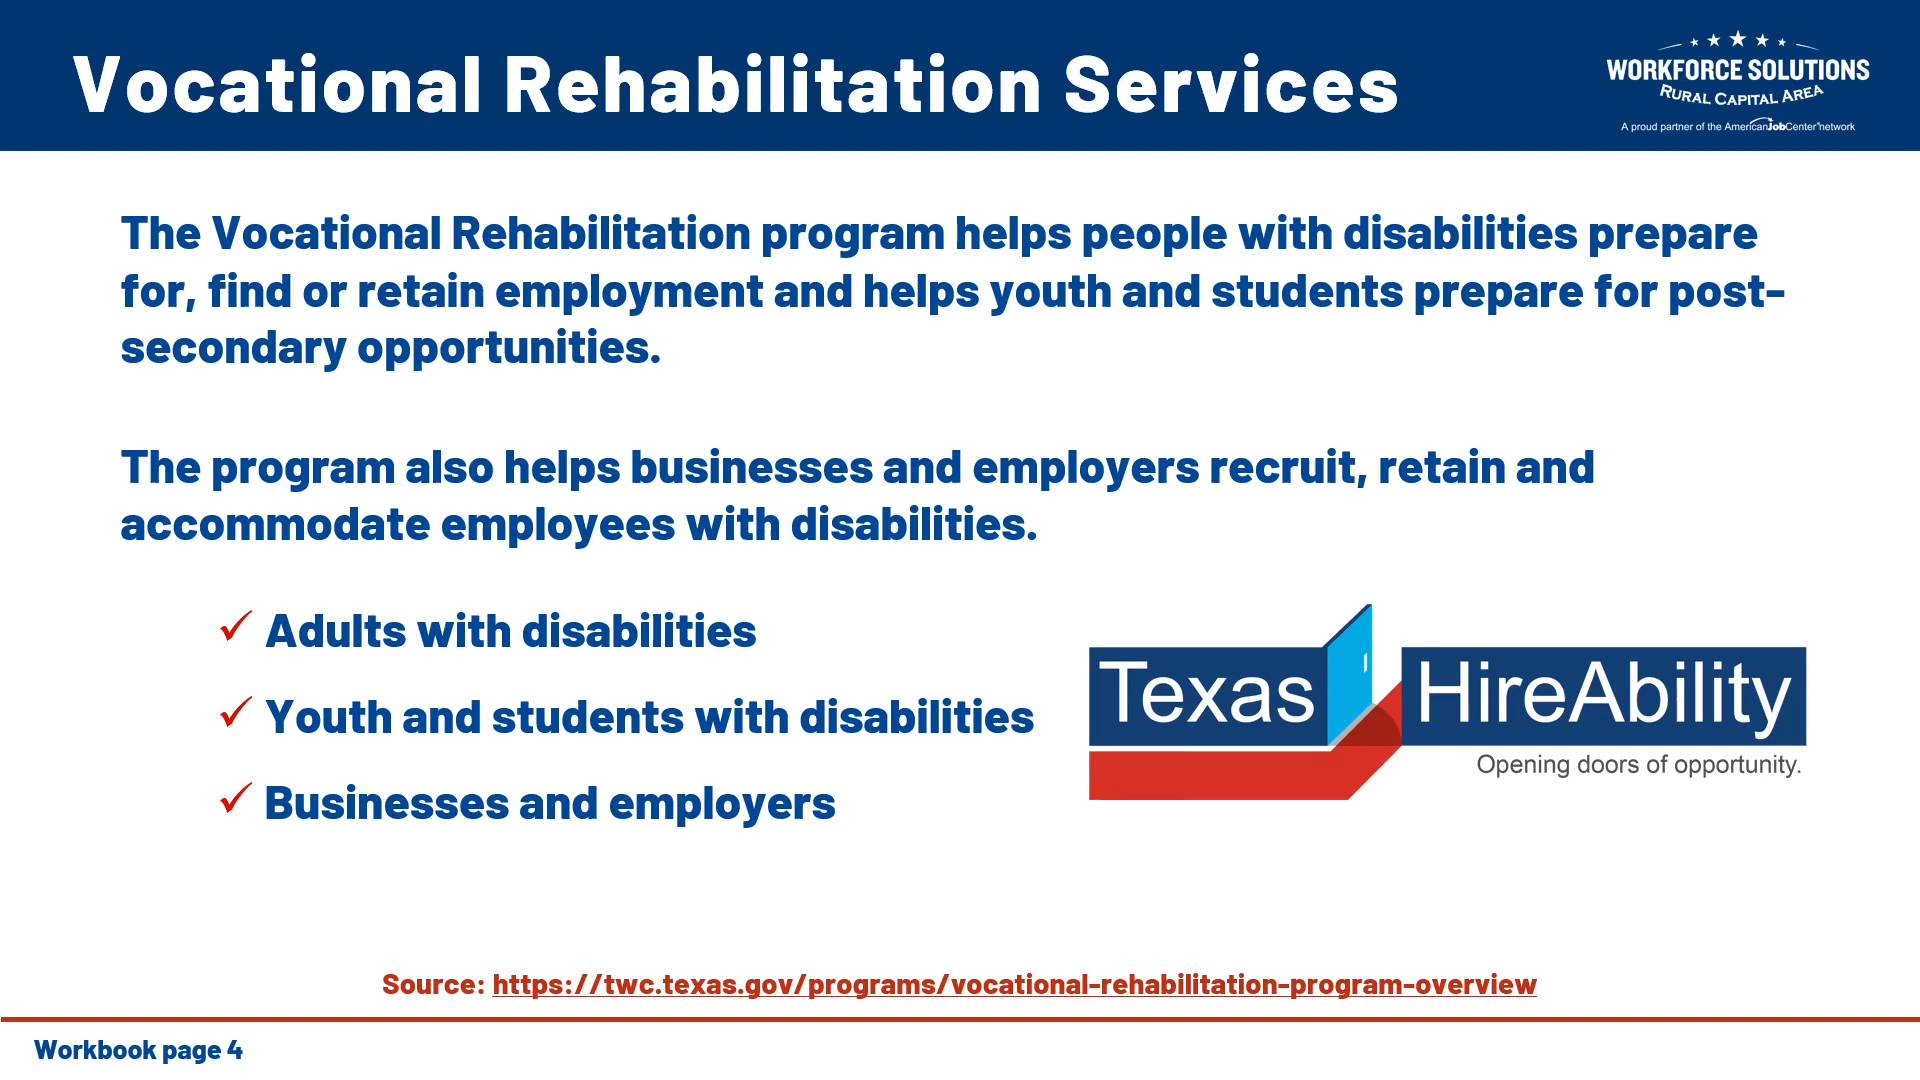 Vocational Rehabilitation Services
WORKFORCE SOLUTIONS
RURAL CAPITAL AREA
A proud partner of the AmericanJobCenter®network
The Vocational Rehabilitation program helps people with disabilities prepare
for, find or retain employment and helps youth and students prepare for post-
secondary opportunities.
The program also helps businesses and employers recruit, retain and
accommodate employees with disabilities.
✓ Adults with disabilities
✓ Youth and students with disabilities
✓ Businesses and employers
Texas HireAbility
Opening doors of opportunity.
Source: https://twc.texas.gov/programs/vocational-rehabilitation-program-overview
Workbook page 4